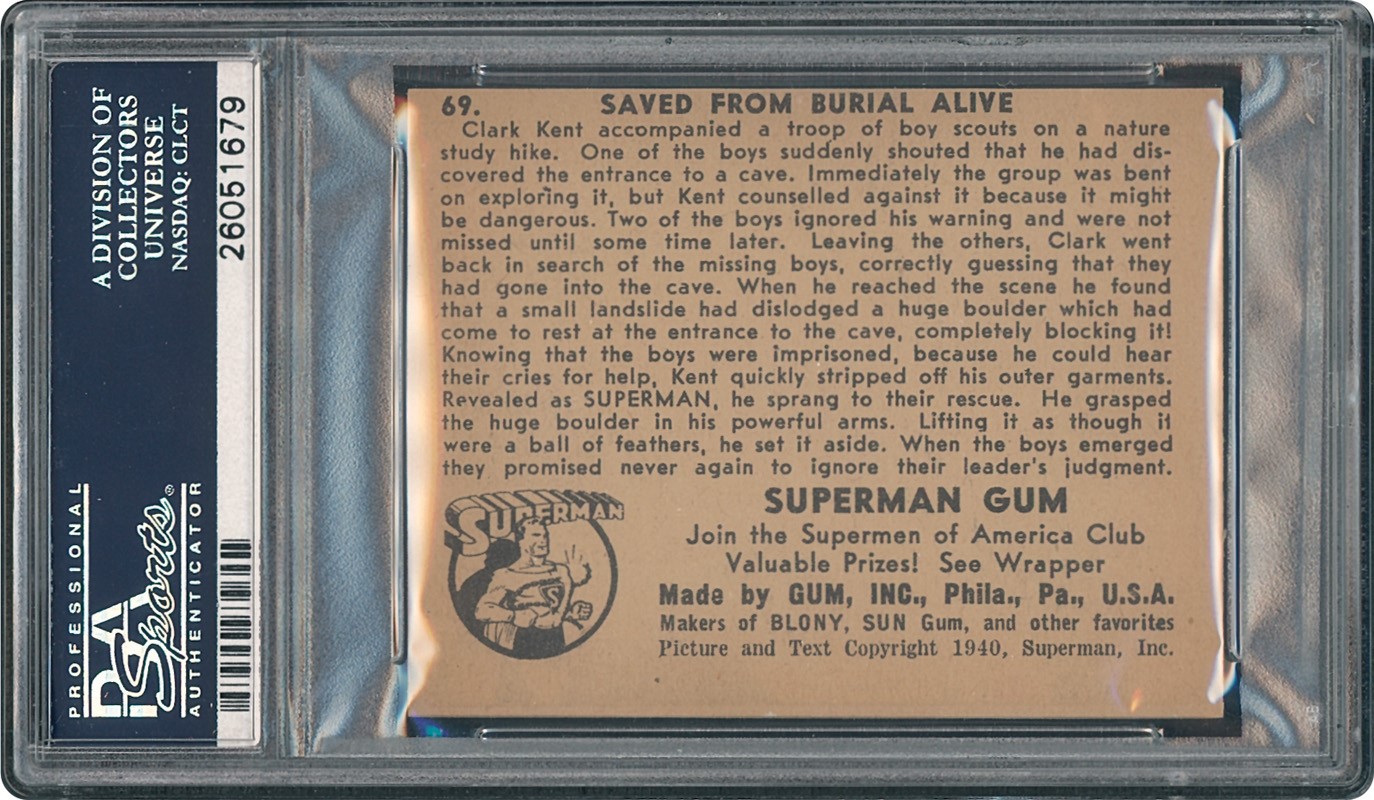 A DIVISION OF
COLLECTORS
UNIVERSE
NASDAQ: CLCT
26051679
PROFESSIONAL
PSA
Sports®
AUTHENTICATOR
69. SAVED FROM BURIAL ALIVE
Clark Kent accompanied a troop of boy scouts on a nature
study hike. One of the boys suddenly shouted that he had dis-
covered the entrance to a cave. Immediately the group was bent
on exploring it, but Kent counselled against it because it might
be dangerous. Two of the boys ignored his warning and were not
missed until some time later. Leaving the others, Clark went
back in search of the missing boys, correctly guessing that they
had gone into the cave. When he reached the scene he found
that a small landslide had dislodged a huge boulder which had
come to rest at the entrance to the cave, completely blocking it!
Knowing that the boys were imprisoned, because he could hear
their cries for help, Kent quickly stripped off his outer garments.
Revealed as SUPERMAN, he sprang to their rescue. He grasped
the huge boulder in his powerful arms. Lifting it as though it
were a ball of feathers, he set it aside. When the boys emerged
they promised never again to ignore their leader's judgment.
SUPERMAN
S
SUPERMAN GUM
Join the Supermen of America Club
Valuable Prizes! See Wrapper
Made by GUM, INC., Phila., Pa., U.S.A.
Makers of BLONY, SUN Gum, and other favorites
Picture and Text Copyright 1940, Superman, Inc.